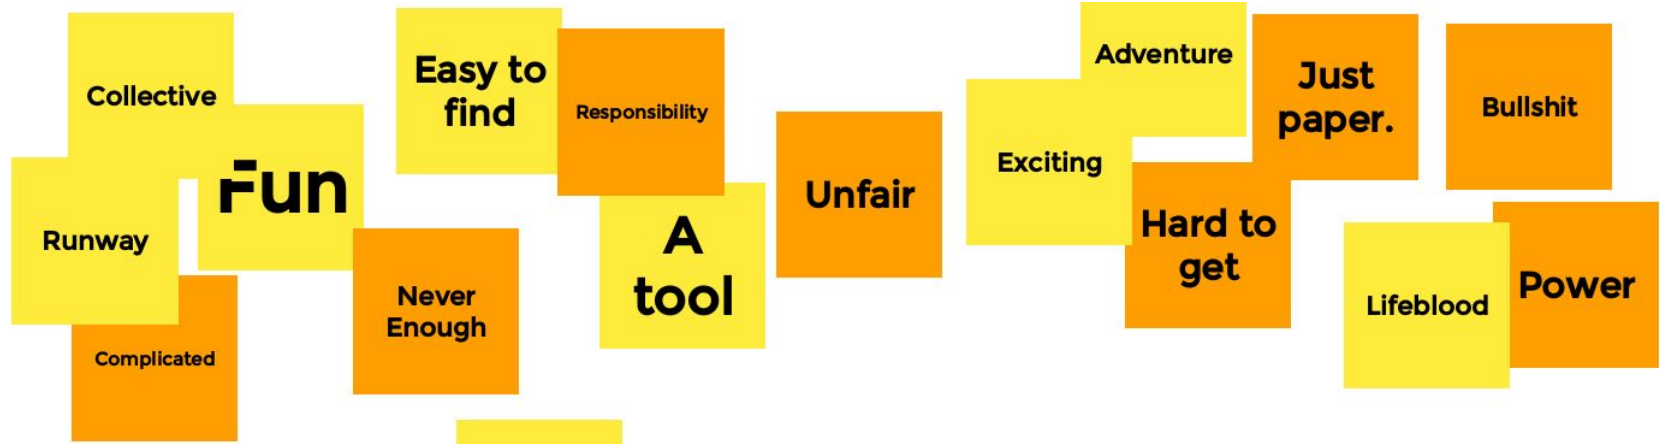 Collective
Fun
Runway
Complicated
Easy to
find
Responsibility
Never
Enough
A
tool
Unfair
Adventure
Exciting
Just
paper.
Hard to
get
Bullshit
Lifeblood
Power